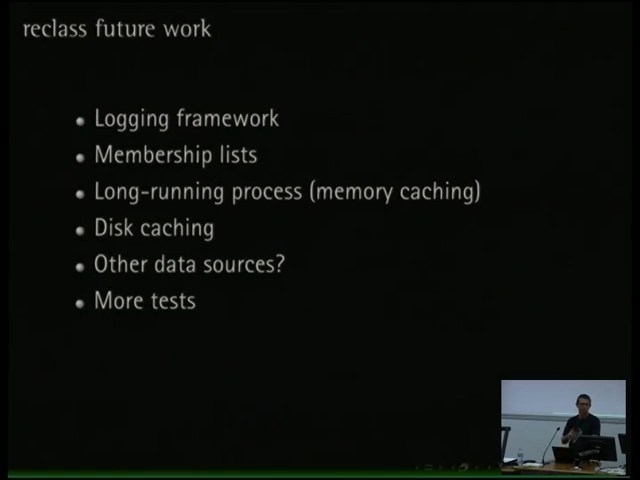 reclass future work
Logging framework
Membership lists
Long-running process (memory caching)
Disk caching
Other data sources?
More tests